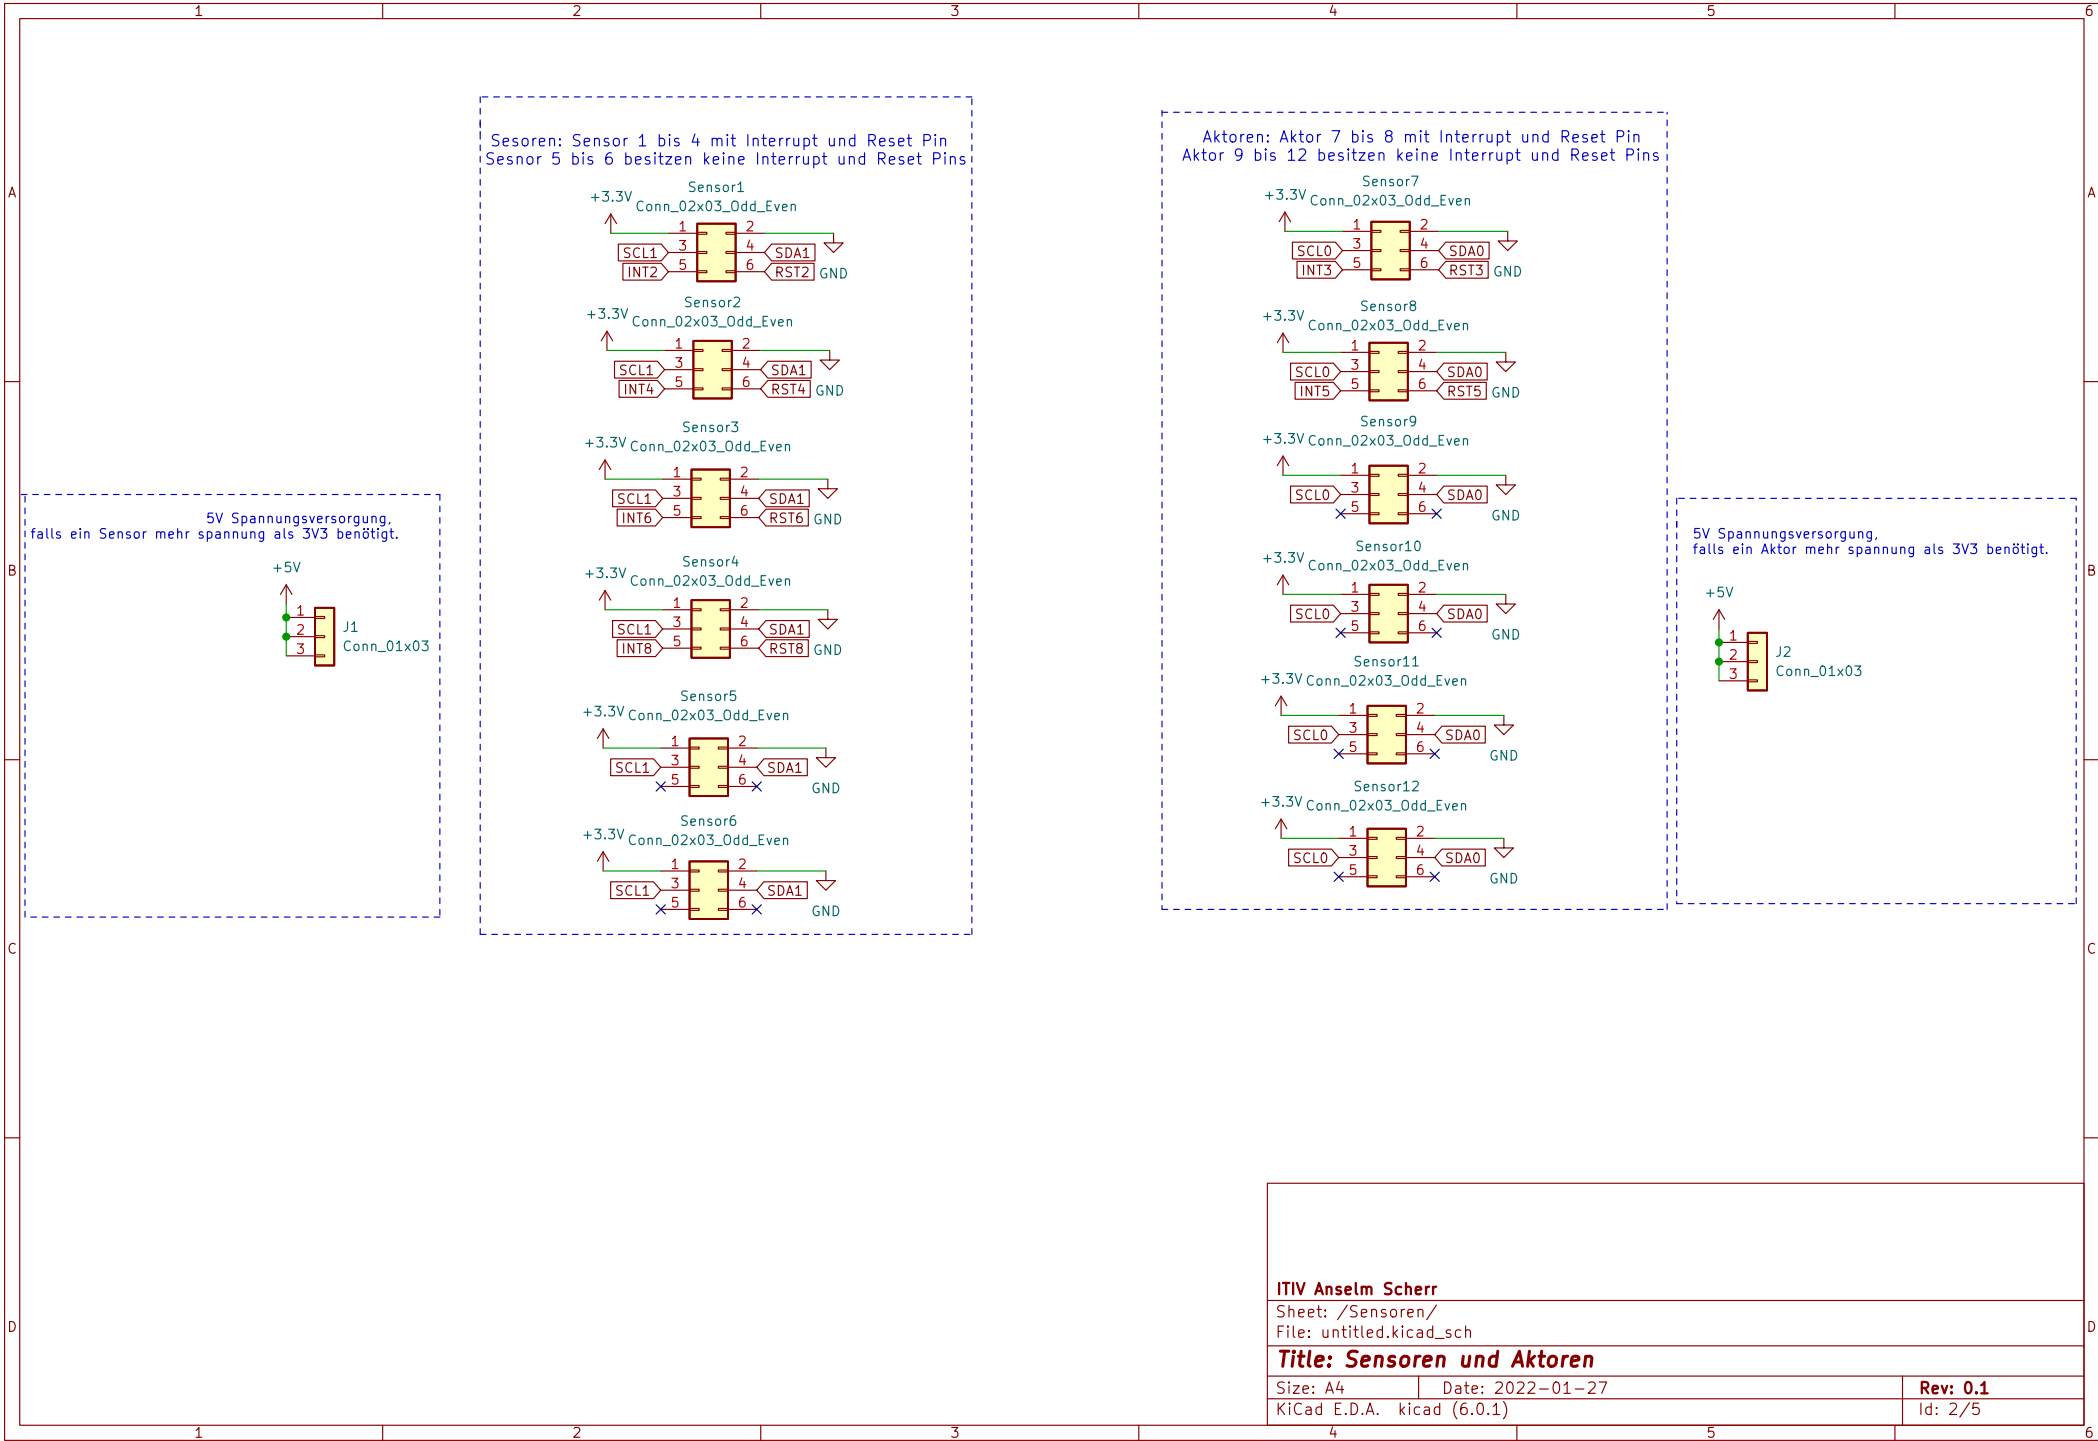 1 2 3 4 5 6
A A
B B
C C
D D
5V Spannungsversorgung,
falls ein Sensor mehr spannung als 3V3 benötigt.
+5V
1
2
3
J1
Conn_01x03
Sesoren: Sensor 1 bis 4 mit Interrupt und Reset Pin
Sesnor 5 bis 6 besitzen keine Interrupt und Reset Pins
Sensor1
+3.3V Conn_02x03_Odd_Even
1 2
SCL1 3 4 SDA1
INT2 5 6 RST2 GND
Sensor2
+3.3V Conn_02x03_Odd_Even
1 2
SCL1 3 4 SDA1
INT4 5 6 RST4 GND
Sensor3
+3.3V Conn_02x03_Odd_Even
1 2
SCL1 3 4 SDA1
INT6 5 6 RST6 GND
Sensor4
+3.3V Conn_02x03_Odd_Even
1 2
SCL1 3 4 SDA1
INT8 5 6 RST8 GND
Sensor5
+3.3V Conn_02x03_Odd_Even
1 2
SCL1 3 4 SDA1
5 6 GND
Sensor6
+3.3V Conn_02x03_Odd_Even
1 2
SCL1 3 4 SDA1
5 6 GND
Aktoren: Aktor 7 bis 8 mit Interrupt und Reset Pin
Aktor 9 bis 12 besitzen keine Interrupt und Reset Pins
Sensor7
+3.3V Conn_02x03_Odd_Even
1 2
SCL0 3 4 SDA0
INT3 5 6 RST3 GND
Sensor8
+3.3V Conn_02x03_Odd_Even
1 2
SCL0 3 4 SDA0
INT5 5 6 RST5 GND
Sensor9
+3.3V Conn_02x03_Odd_Even
1 2
SCL0 3 4 SDA0
5 6 GND
Sensor10
+3.3V Conn_02x03_Odd_Even
1 2
SCL0 3 4 SDA0
5 6 GND
Sensor11
+3.3V Conn_02x03_Odd_Even
1 2
SCL0 3 4 SDA0
5 6 GND
Sensor12
+3.3V Conn_02x03_Odd_Even
1 2
SCL0 3 4 SDA0
5 6 GND
5V Spannungsversorgung,
falls ein Aktor mehr spannung als 3V3 benötigt.
+5V
1
2
3
J2
Conn_01x03
ITIV Anselm Scherr
Sheet: /Sensoren/
File: untitled.kicad_sch
Title: Sensoren und Aktoren
Size: A4 Date: 2022-01-27 Rev: 0.1
KiCad E.D.A. kicad (6.0.1) Id: 2/5
1 2 3 4 5 6